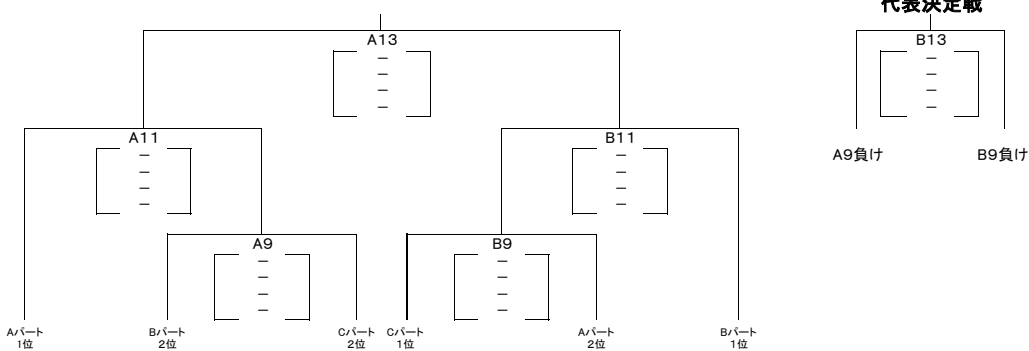 代表決定戦
A13
B13
－
－
－
－
－
－
－
－
A11
B11
－
－
－
－
－
－
－
－
A9負け
B9負け
A9
B9
－
－
－
－
－
－
－
－
Aパート
1位
Bパート
2位
Cパート
2位
Cパート
1位
Aパート
2位
Bパート
1位